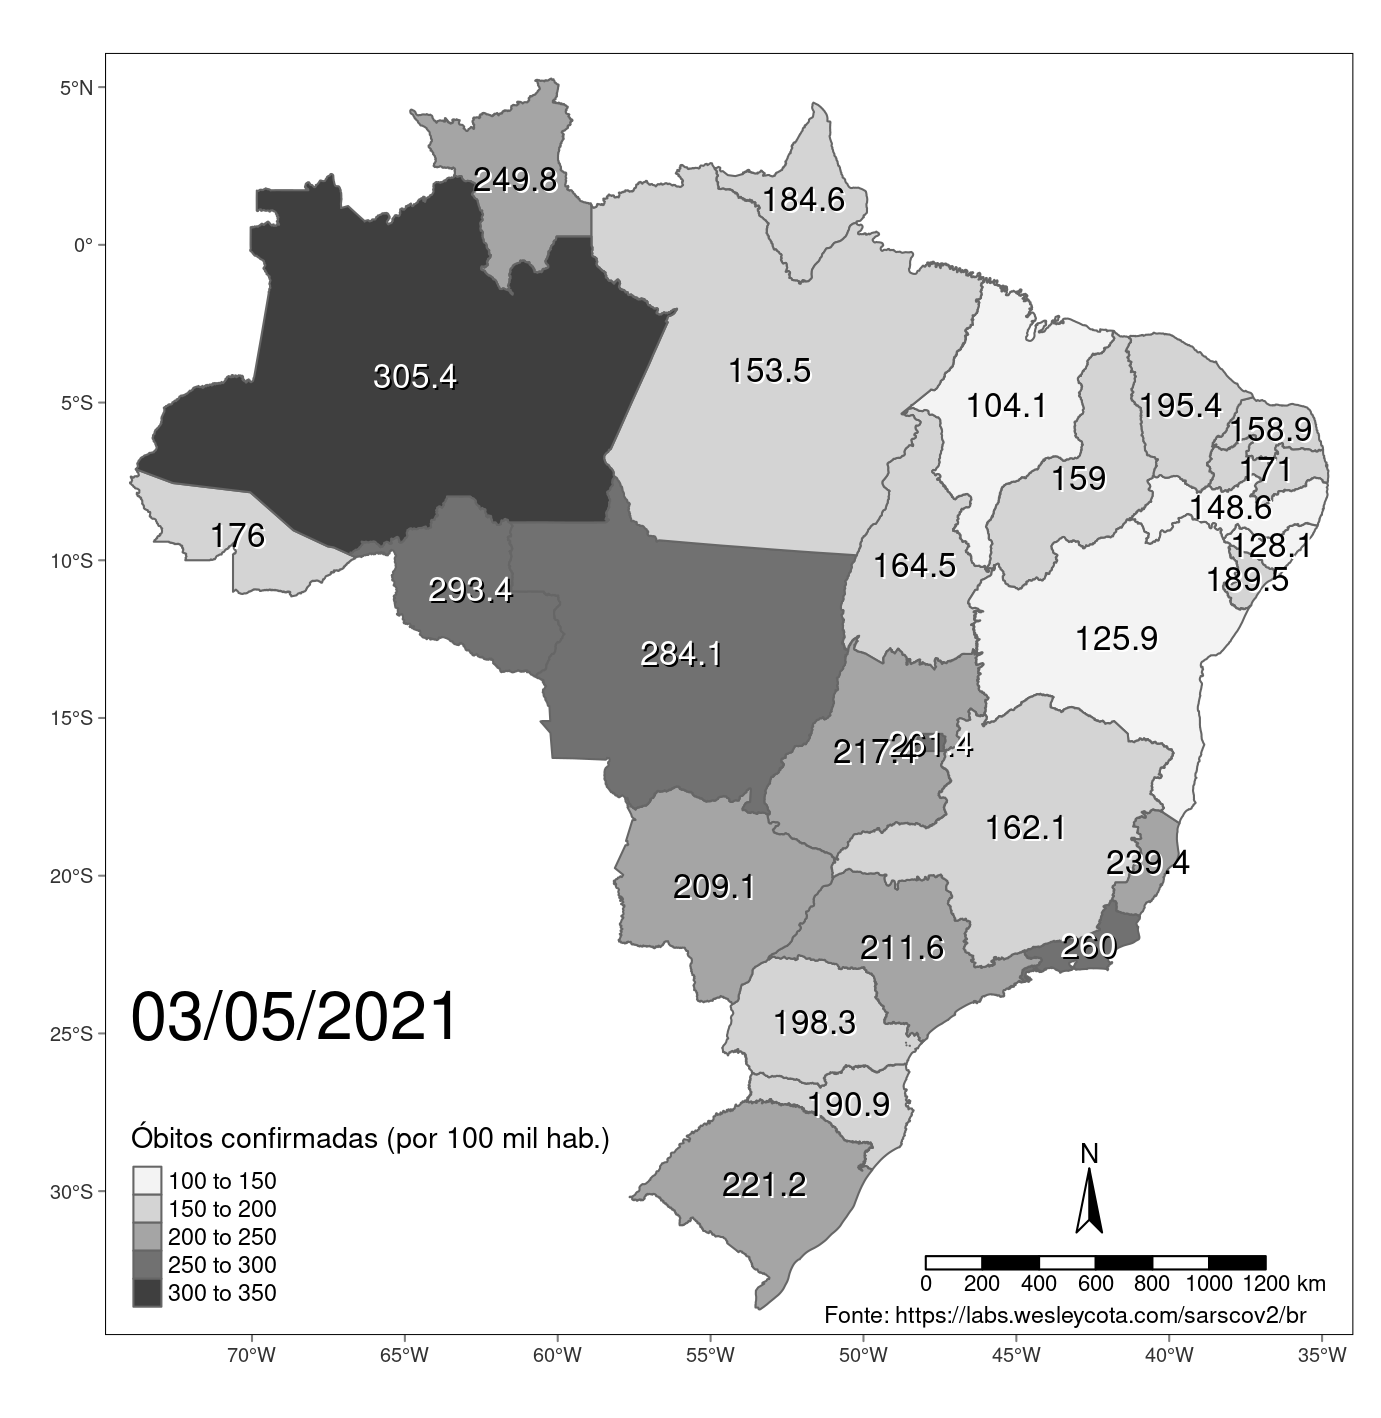 5°N
249.8
184.6
0°
305.4
153.5
5°S
104.1
195.4
158.9
171
159
148.6
176
128.1
10°S
164.5
189.5
293.4
125.9
284.1
15°S
217.4
261.4
162.1
239.4
20°S
209.1
211.6
260
03/05/2021
198.3
25°S
190.9
Óbitos confirmadas (por 100 mil hab.)
N
100 to 150
221.2
30°S
150 to 200
200 to 250
250 to 300
300 to 350
0 200 400 600 800 1000 1200 km
Fonte: https://labs.wesleycota.com/sarscov2/br
70°W 65°W 60°W 55°W 50°W 45°W 40°W 35°W